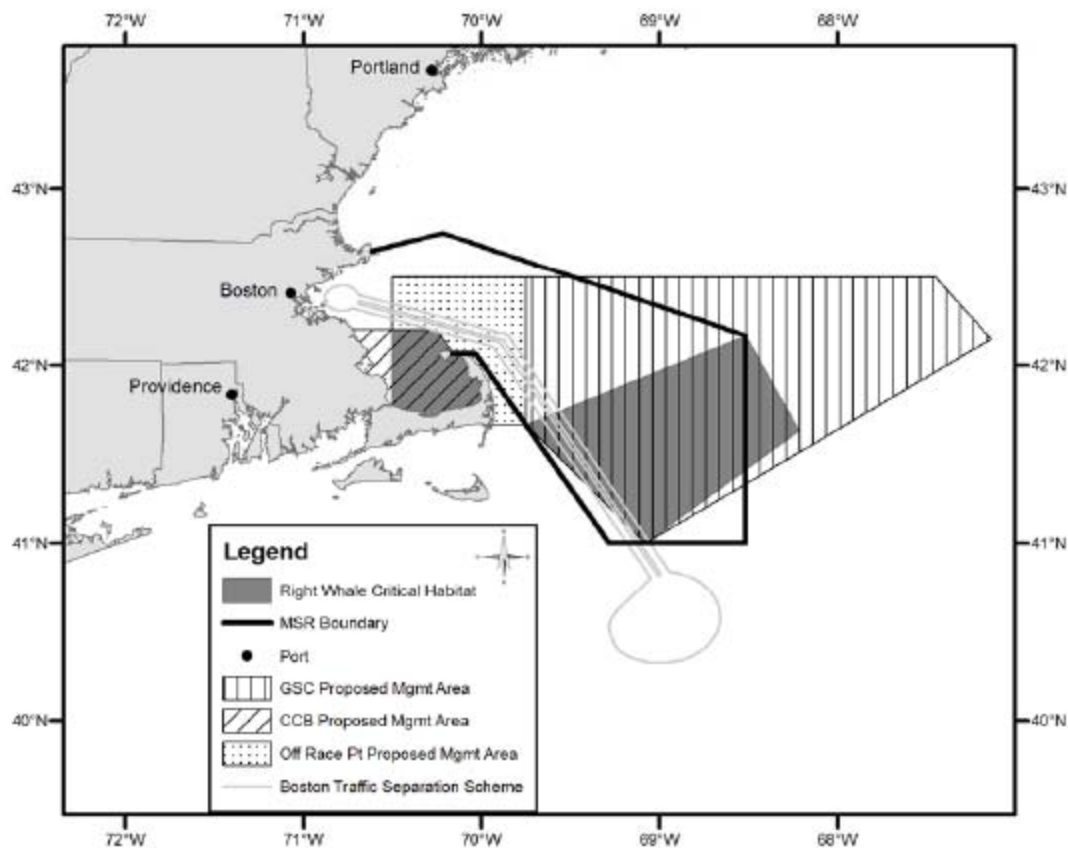 72°W 71°W 70°W 69°W 68°W
Portland
43°N 43°N
Boston
42°N 42°N
Providence
41°N 41°N
Legend
Right Whale Critical Habitat
MSR Boundary
Port
GSC Proposed Mgmt Area
CCB Proposed Mgmt Area
Off Race Pt Proposed Mgmt Area
Boston Traffic Separation Scheme
40°N 40°N
72°W 71°W 70°W 69°W 68°W